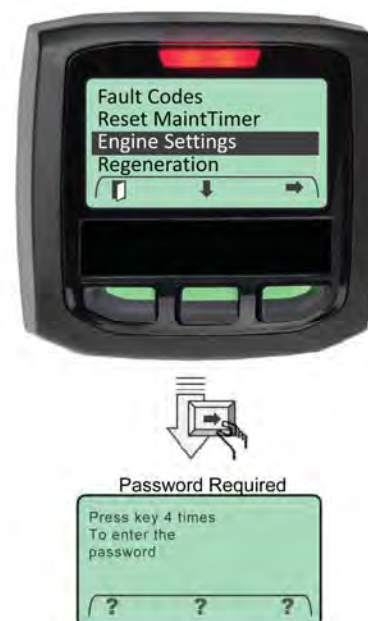 Fault Codes
Reset MaintTimer
Engine Settings
Regeneration
Password Required
Press key 4 times
To enter the
password
? ? ?